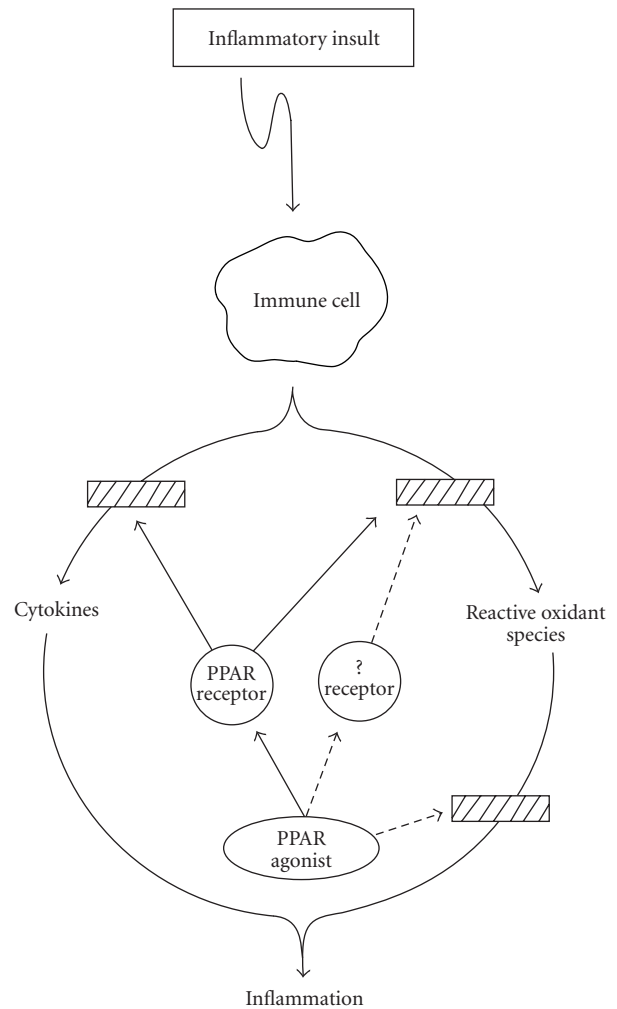 Inflammatory insult
Immune cell
Cytokines
Reactive oxidant
species
PPAR
receptor
?
receptor
PPAR
agonist
Inflammation